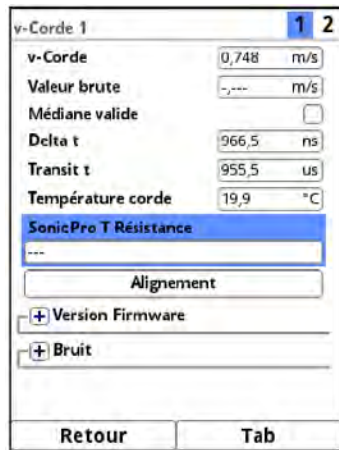 v-Corde 1 1 2
v-Corde 0,748 m/s
Valeur brute -,--- m/s
Médiane valide
Delta t 966,5 ns
Transit t 955,5 us
Température corde 19,9 °C
SonicPro T Résistance
---
Alignement
+ Version Firmware
+ Bruit
Retour Tab